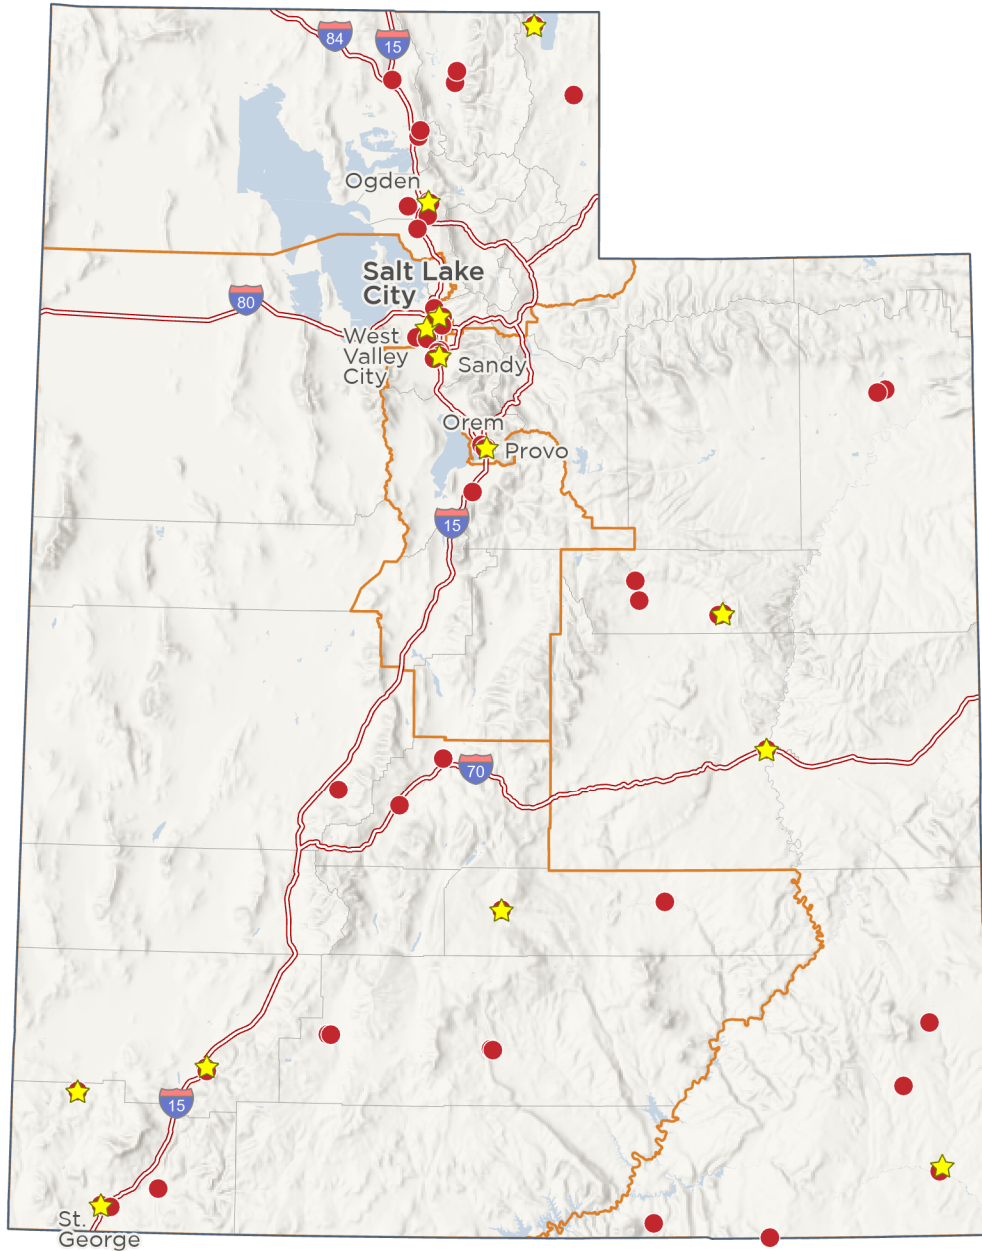 84
15
Ogden
Salt Lake
City
80
West
Valley
City
Sandy
Orem
Provo
15
70
15
St.
George